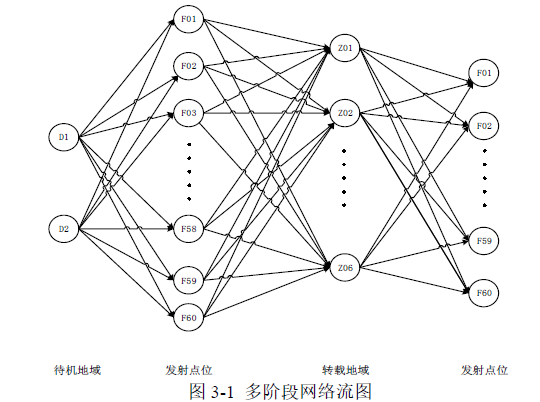 F01
Z01
F02
F01
F03
Z02
D1
F02
D2
F58
F59
Z06
F59
F60
F60
待机地域 发射点位 转载地域 发射点位
图 3-1 多阶段网络流图